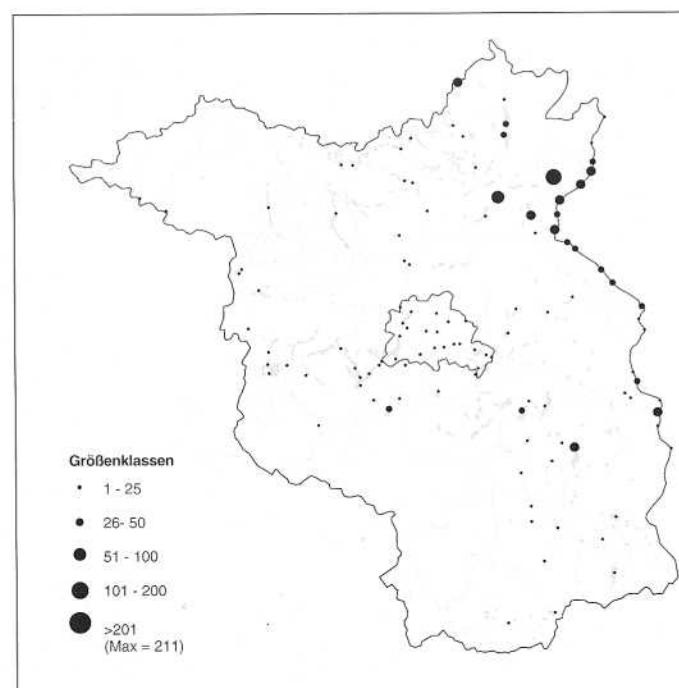 Größenklassen
1 - 25
26- 50
51 - 100
101 - 200
>201
(Max = 211)